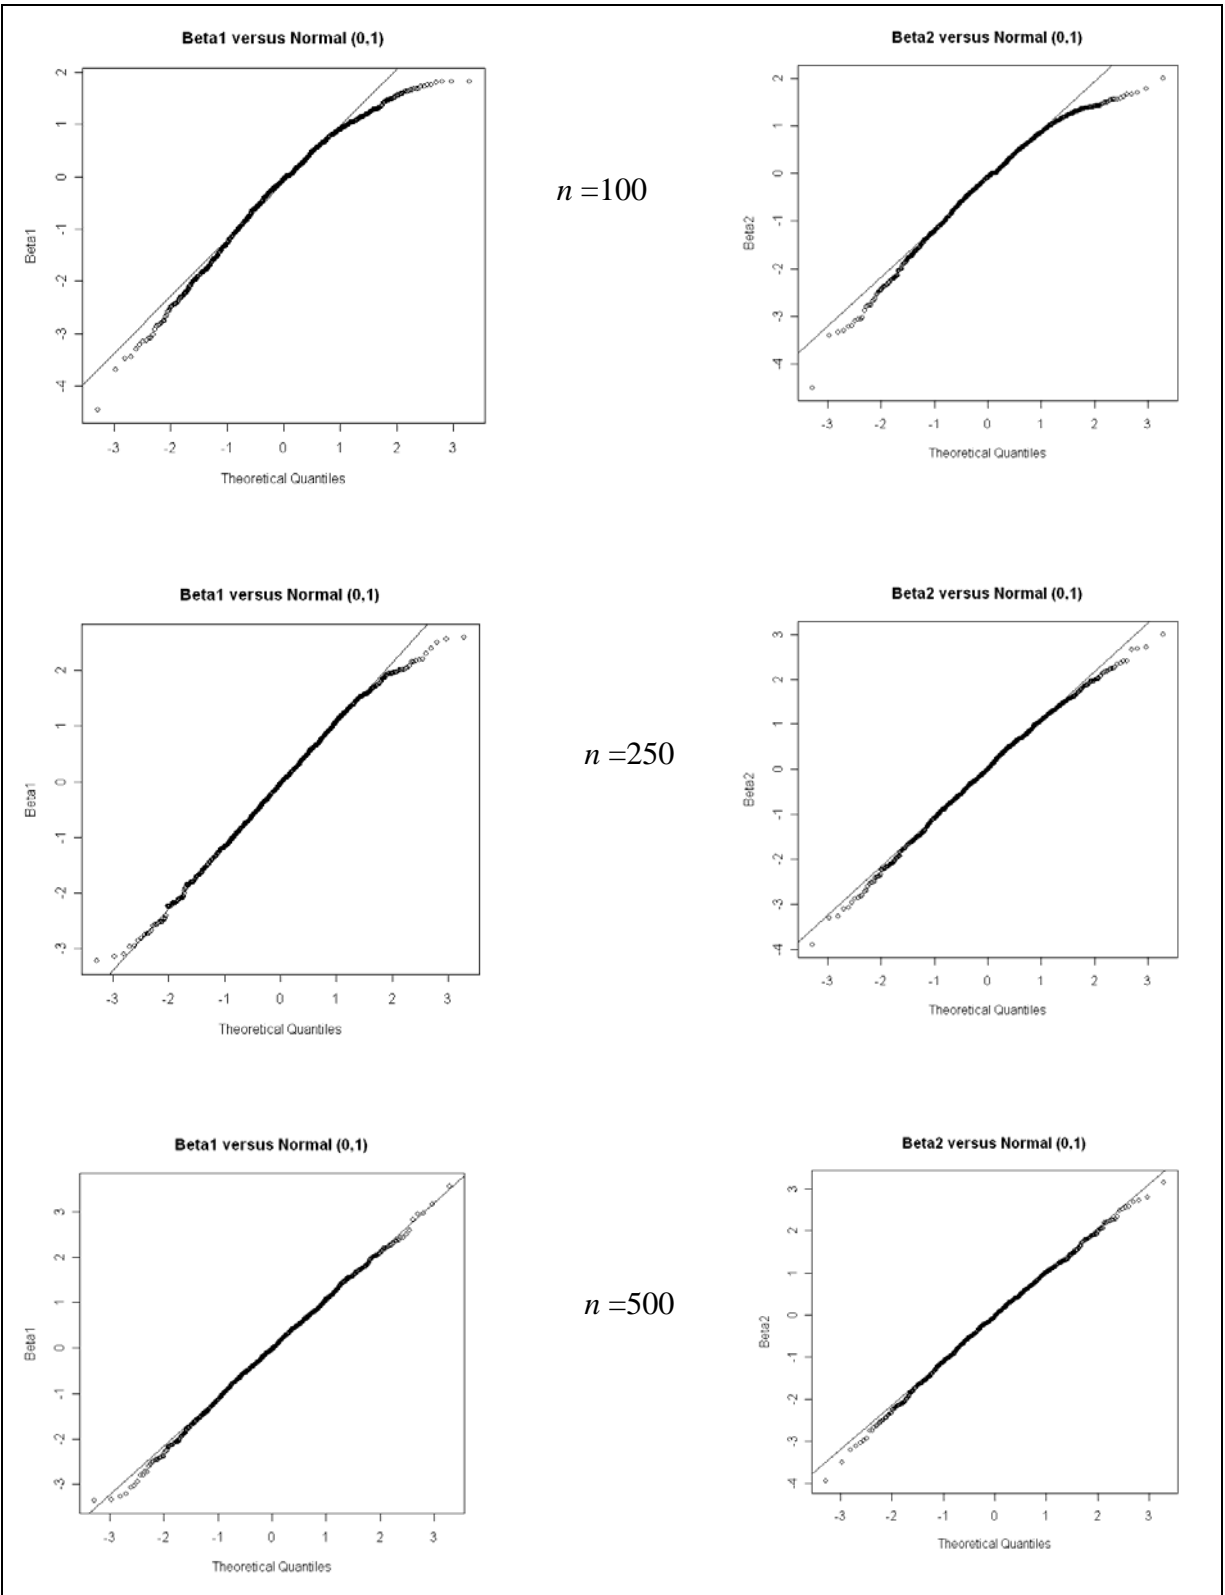 Beta1 versus Normal (0,1)
Beta2 versus Normal (0,1)
2
1
0
-1
-2
-3
-4
Beta1
-3 -2 -1 0 1 2 3
Theoretical Quantiles
n =100
2
1
0
-1
-2
-3
-4
Beta2
-3 -2 -1 0 1 2 3
Theoretical Quantiles
Beta1 versus Normal (0,1)
Beta2 versus Normal (0,1)
2
1
0
-1
-2
-3
Beta1
-3 -2 -1 0 1 2 3
Theoretical Quantiles
n =250
3
2
1
0
-1
-2
-3
-4
Beta2
-3 -2 -1 0 1 2 3
Theoretical Quantiles
Beta1 versus Normal (0,1)
Beta2 versus Normal (0,1)
3
2
1
0
-1
-2
-3
Beta1
-3 -2 -1 0 1 2 3
Theoretical Quantiles
n =500
3
2
1
0
-1
-2
-3
-4
Beta2
-3 -2 -1 0 1 2 3
Theoretical Quantiles